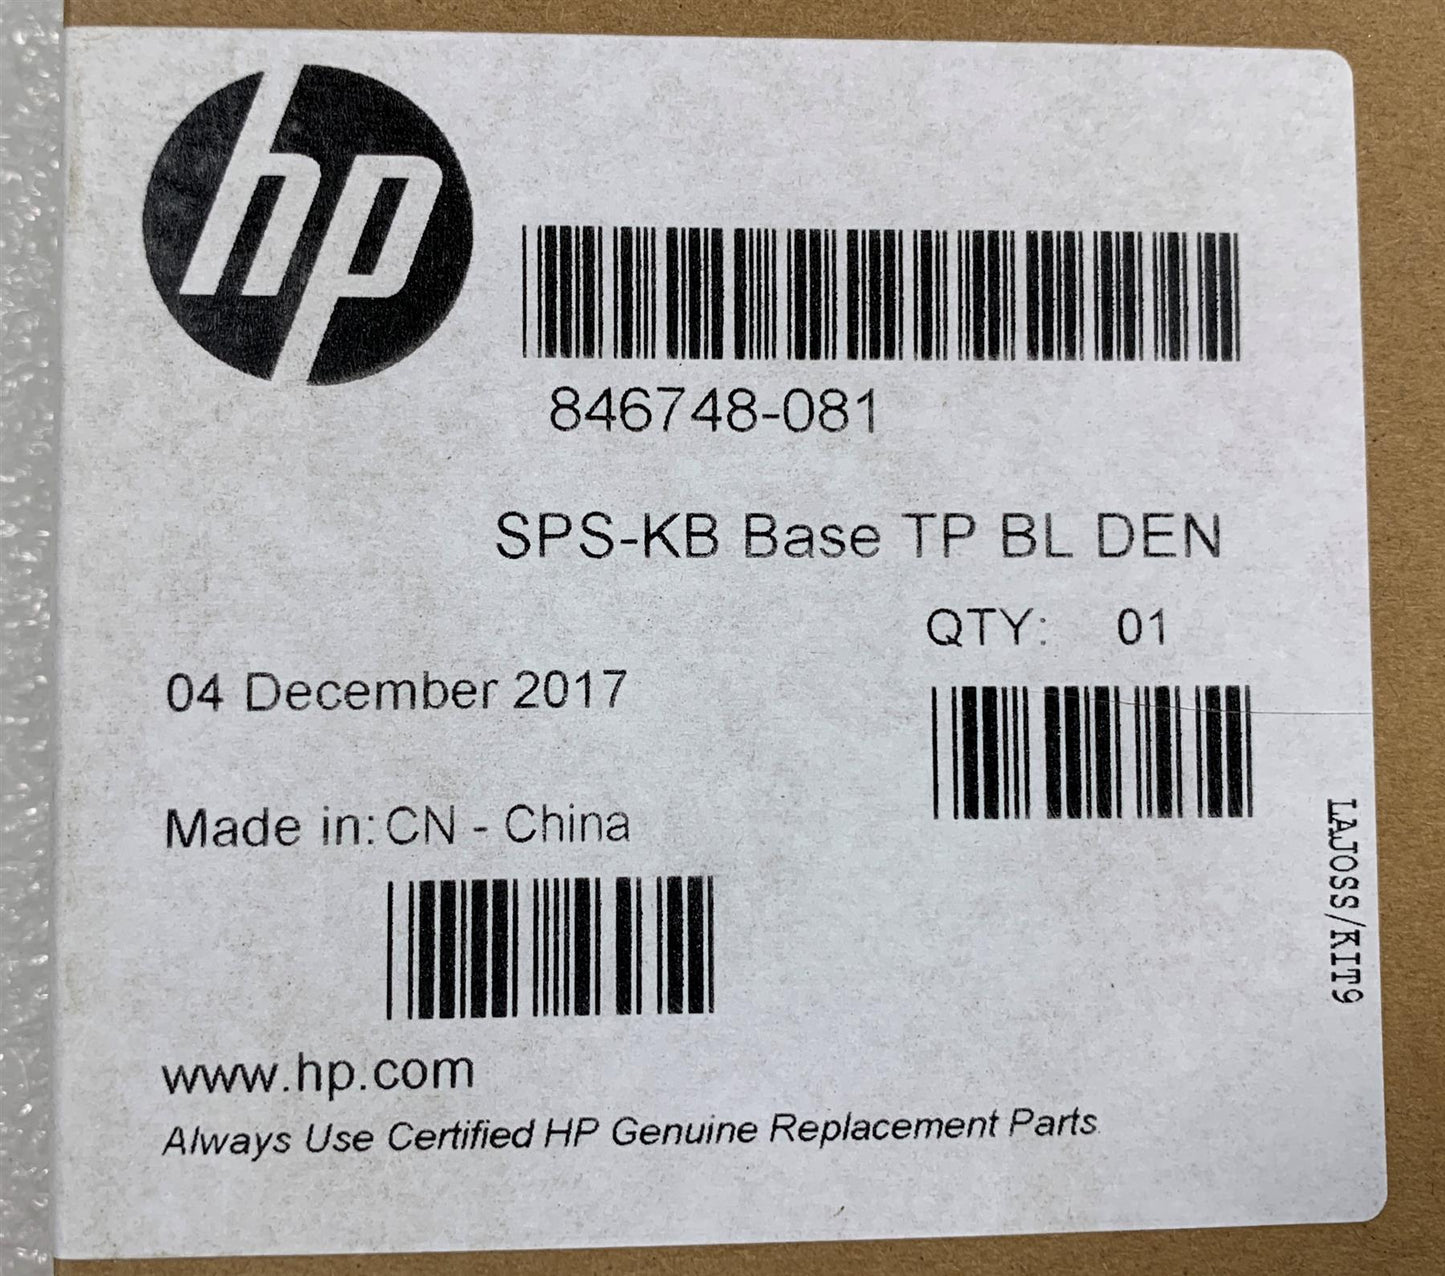 hp
846748-081
SPS-KB Base TP BL DEN
QTY: 01
04 December 2017
Made in: CN - China
www.hp.com
Always Use Certified HP Genuine Replacement Parts
LAJOSS/KIT9